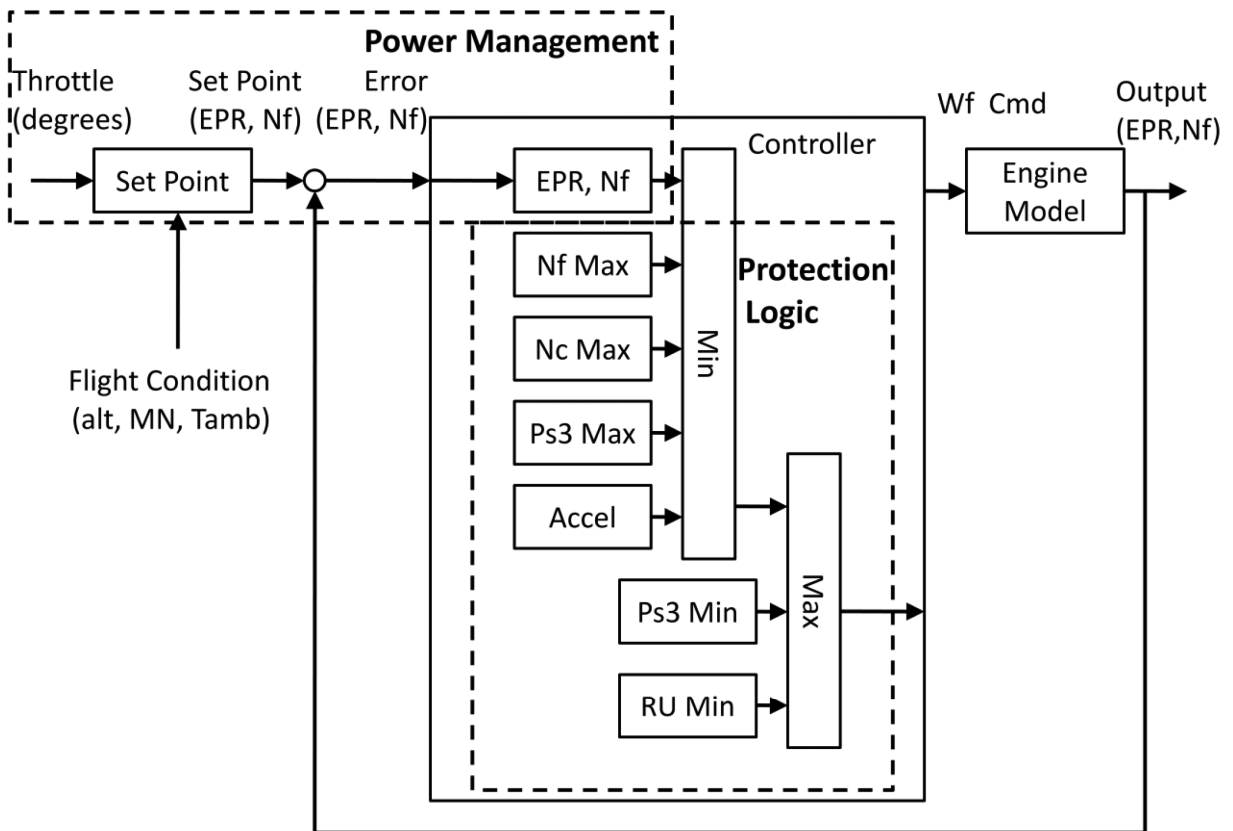 Power Management
Throttle
(degrees)
Set Point
(EPR, Nf)
Error
(EPR, Nf)
Wf Cmd
Output
(EPR,Nf)
Controller
Set Point
EPR, Nf
Engine
Model
Nf Max
Protection
Logic
Nc Max
Min
Flight Condition
(alt, MN, Tamb)
Ps3 Max
Accel
Ps3 Min
Max
RU Min